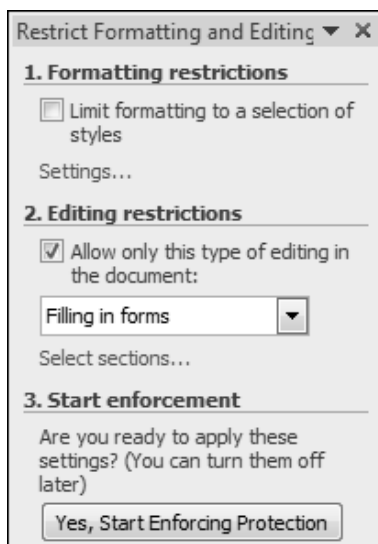 Restrict Formatting and Editing
1. Formatting restrictions
Limit formatting to a selection of
styles
Settings...
2. Editing restrictions
Allow only this type of editing in
the document:
Filling in forms
Select sections...
3. Start enforcement
Are you ready to apply these
settings? (You can turn them off
later)
Yes, Start Enforcing Protection